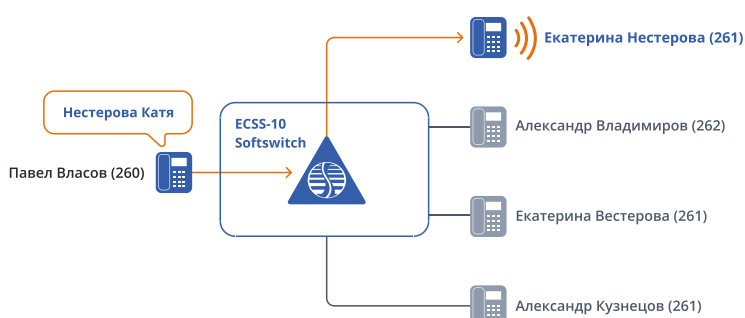 Екатерина Нестерова (261)
Нестерова Катя
ECSS-10
Softswitch
Александр Владимиров (262)
Павел Власов (260)
Екатерина Вестерова (261)
Александр Кузнецов (261)